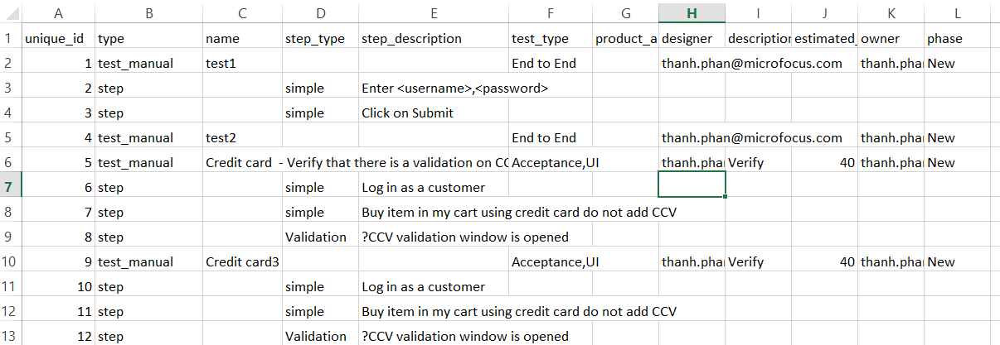 A B C D E F G H I J K L
1 unique_id type name step_type step_description test_type product_a designer description estimated_ owner phase
2 1 test_manual test1 End to End thanh.phan@microfocus.com thanh.pha New
3 2 step simple Enter <username>,<password>
4 3 step simple Click on Submit
5 4 test_manual test2 End to End thanh.phan@microfocus.com thanh.pha New
6 5 test_manual Credit card  - Verify that there is a validation on CC Acceptance,UI thanh.pha Verify 40 thanh.pha New
7 6 step simple Log in as a customer
8 7 step simple Buy item in my cart using credit card do not add CCV
9 8 step Validation ?CCV validation window is opened
10 9 test_manual Credit card3 Acceptance,UI thanh.pha Verify 40 thanh.pha New
11 10 step simple Log in as a customer
12 11 step simple Buy item in my cart using credit card do not add CCV
13 12 step Validation ?CCV validation window is opened